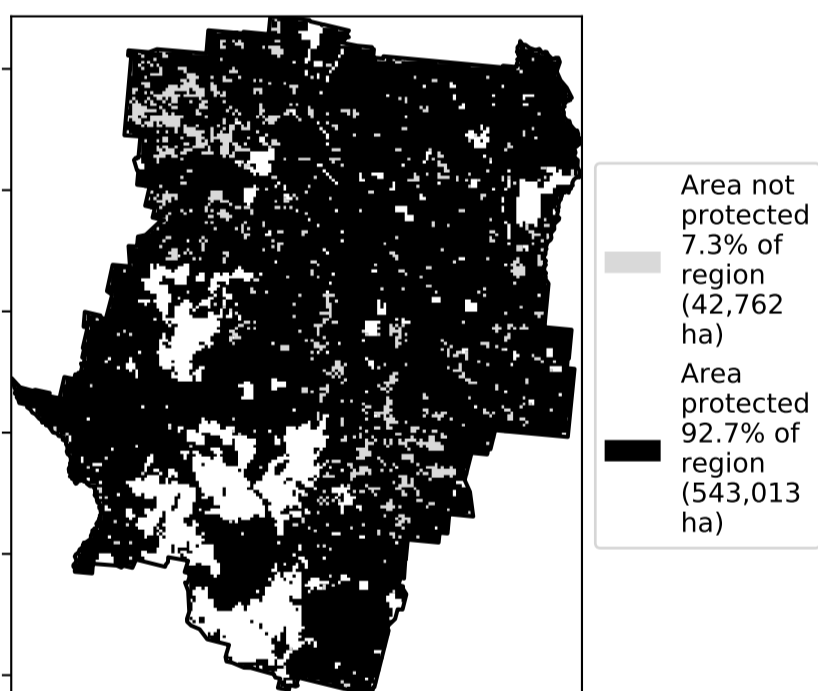 Area not
protected
7.3% of
region
(42,762
ha)
Area
protected
92.7% of
region
(543,013
ha)